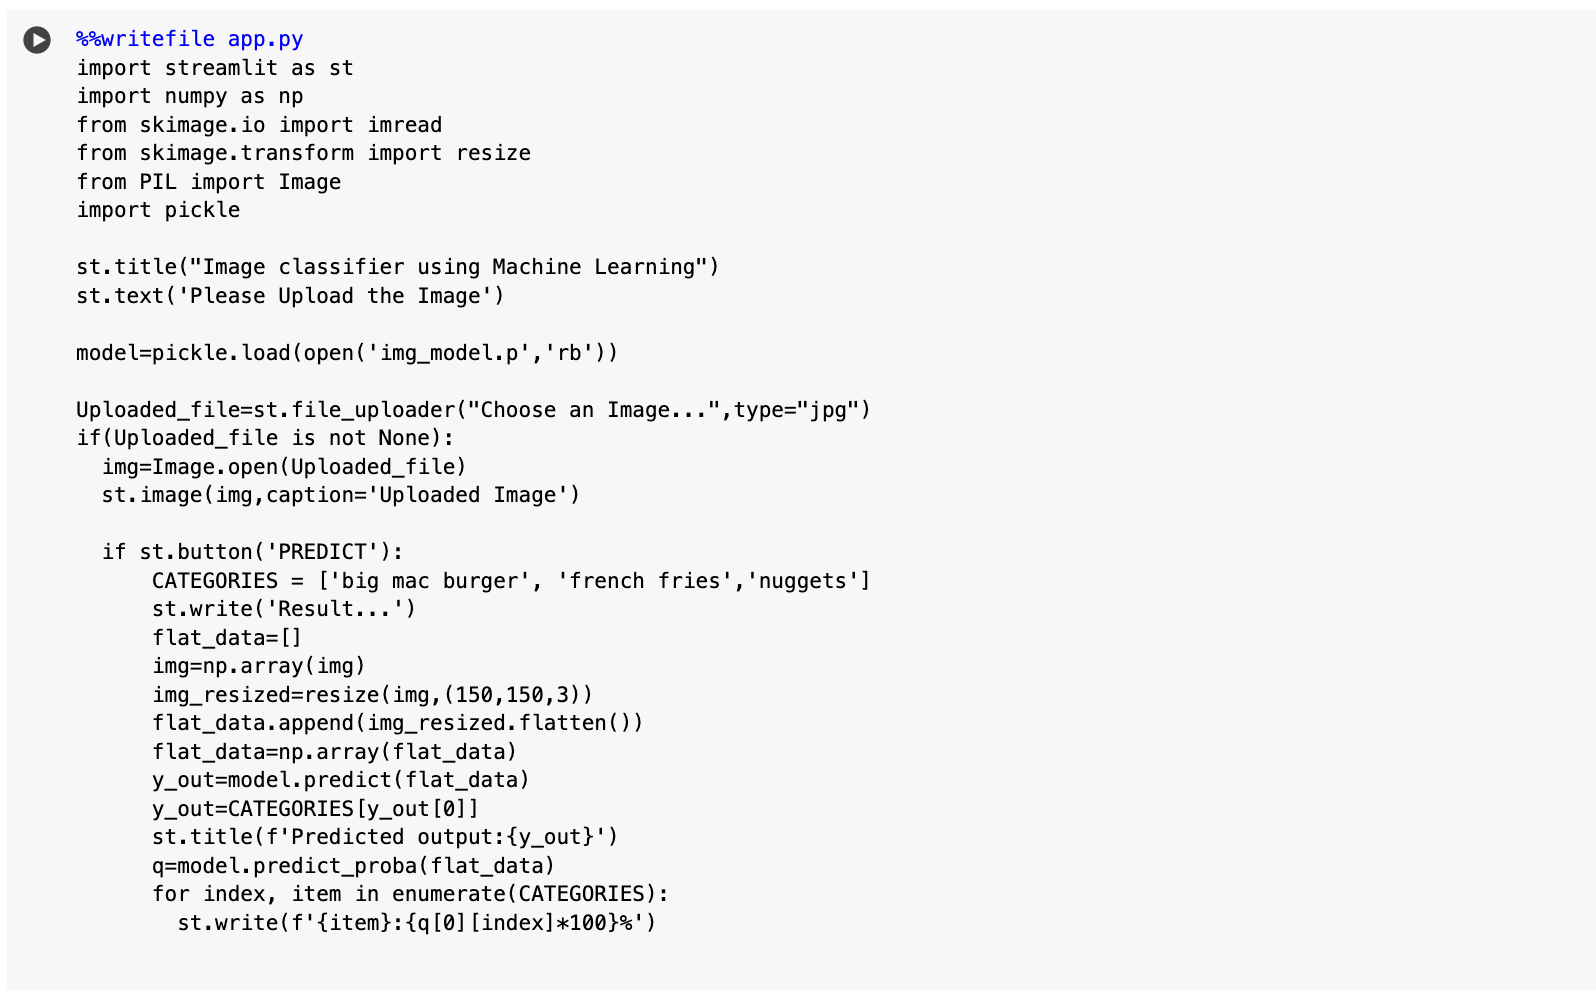 %%writefile app.py
import streamlit as st
import numpy as np
from skimage.io import imread
from skimage.transform import resize
from PIL import Image
import pickle

st.title("Image classifier using Machine Learning")
st.text('Please Upload the Image')

model=pickle.load(open('img_model.p','rb'))

Uploaded_file=st.file_uploader("Choose an Image...",type="jpg")
if(Uploaded_file is not None):
  img=Image.open(Uploaded_file)
  st.image(img,caption='Uploaded Image')

  if st.button('PREDICT'):
      CATEGORIES = ['big mac burger', 'french fries','nuggets']
      st.write('Result...')
      flat_data=[]
      img=np.array(img)
      img_resized=resize(img,(150,150,3))
      flat_data.append(img_resized.flatten())
      flat_data=np.array(flat_data)
      y_out=model.predict(flat_data)
      y_out=CATEGORIES[y_out[0]]
      st.title(f'Predicted output:{y_out}')
      q=model.predict_proba(flat_data)
      for index, item in enumerate(CATEGORIES):
        st.write(f'{item}:{q[0][index]*100}%')